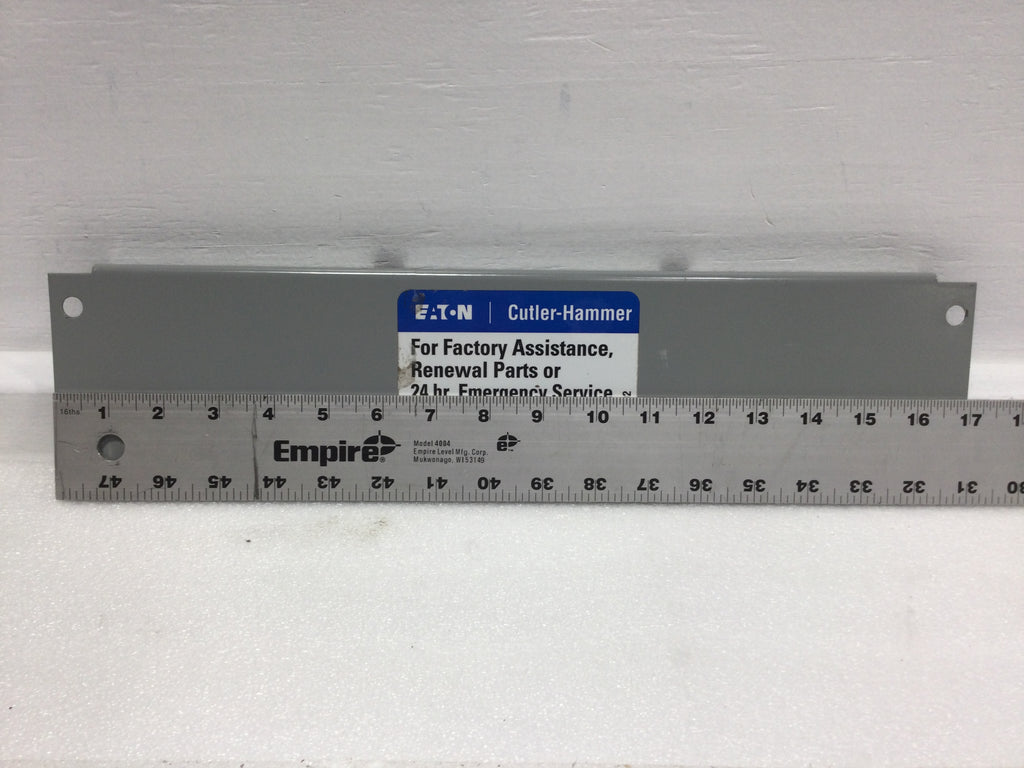 EATON | Cutler-Hammer
For Factory Assistance,
Renewal Parts or
24 hr. Emergency Service
2
16ths 1 2 3 4 5 6 7 8 9 10 11 12 13 14 15 16 17
Empire®
Model 4004
Empire Level Mfg. Corp.
Mukwonago, WI 53149
e
47 46 45 44 43 42 41 40 39 38 37 36 35 34 33 32 31 30